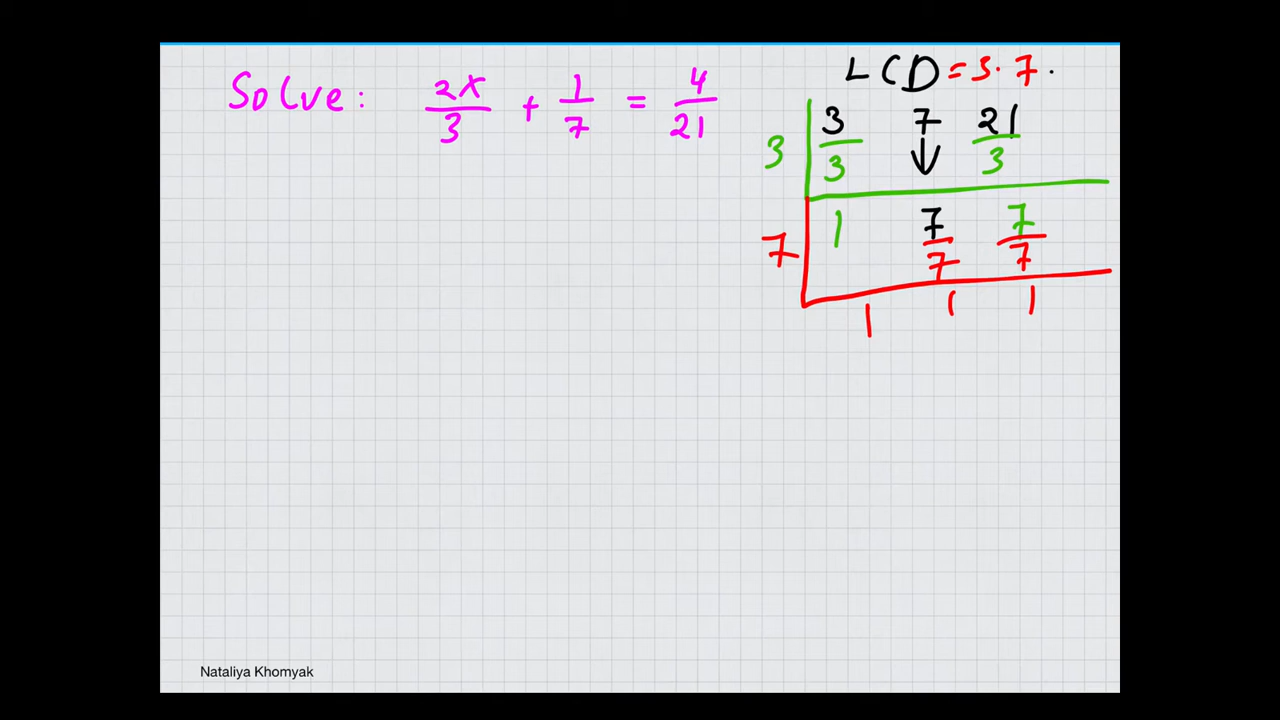 Solve: 2x/3 + 1/7 = 4/21
LCD = 3 · 7 ·
3 | 3/3 7 ↓ 21/3
7 | 1 7/7 7/7
1 1 1
Nataliya Khomyak